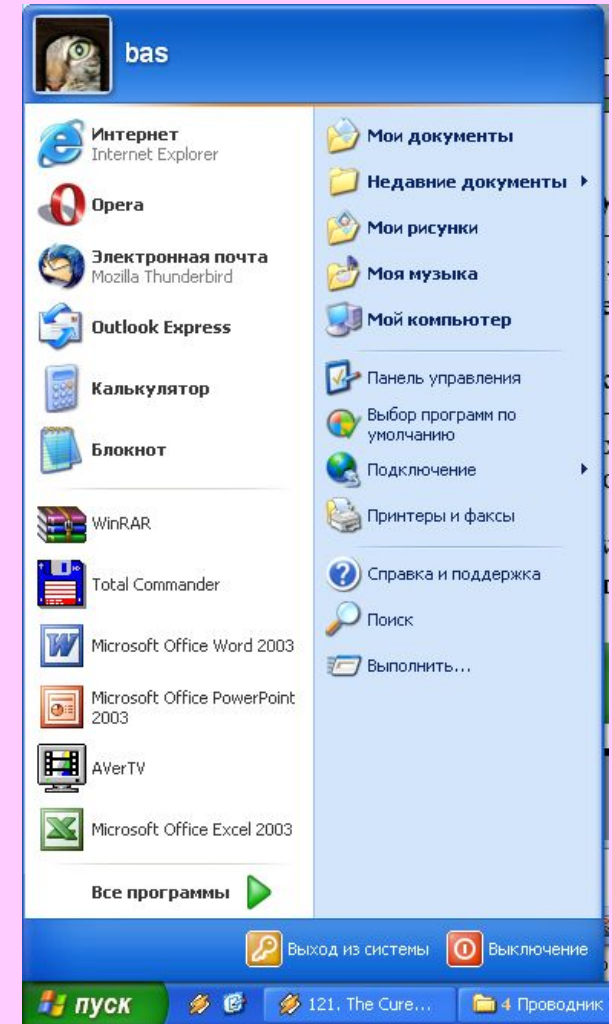 bas
Интернет
Internet Explorer
Opera
Электронная почта
Mozilla Thunderbird
Outlook Express
Калькулятор
Блокнот
WinRAR
Total Commander
Microsoft Office Word 2003
Microsoft Office PowerPoint
2003
AVerTV
Microsoft Office Excel 2003
Все программы
Мои документы
Недавние документы
Мои рисунки
Моя музыка
Мой компьютер
Панель управления
Выбор программ по
умолчанию
Подключение
Принтеры и факсы
Справка и поддержка
Поиск
Выполнить...
Выход из системы
Выключение
пуск
121. The Cure...
4 Проводник